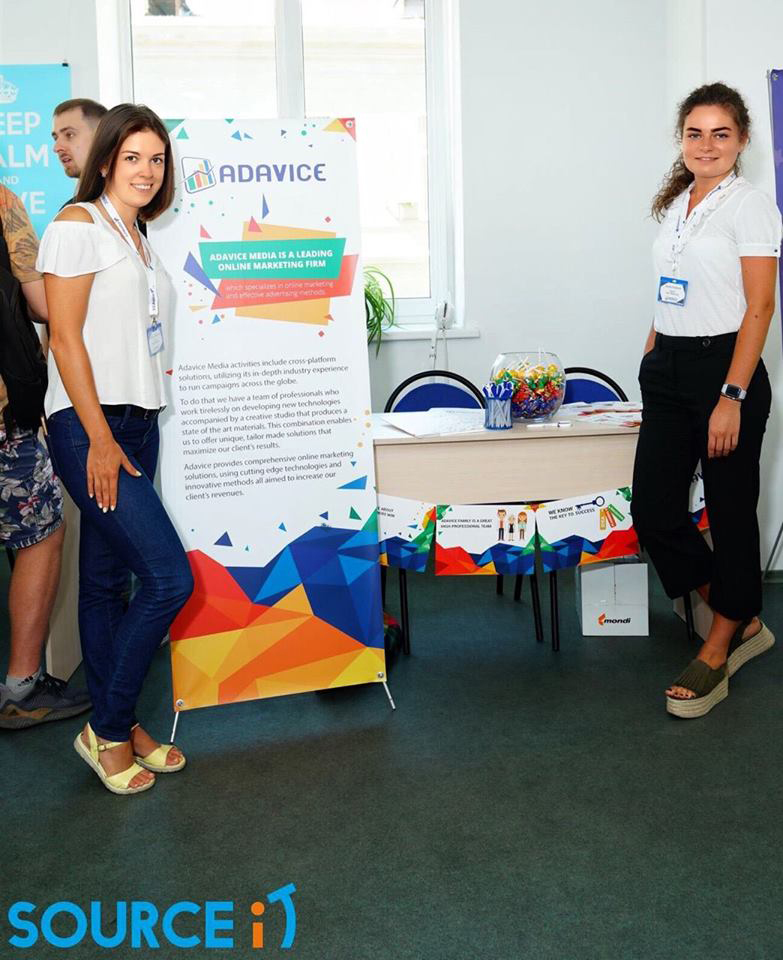 KEEP
CALM
AND
ADAVICE
ADAVICE MEDIA IS A LEADING
ONLINE MARKETING FIRM
which specializes in online marketing
and effective advertising methods.
Adavice Media activities include cross-platform
solutions, utilizing its in-depth industry experience
to run campaigns across the globe.
To do that we have a team of professionals who
work tirelessly on developing new technologies
accompanied by a creative studio that produces a
state of the art materials. This combination enables
us to offer unique, tailor made solutions that
maximize our client's results.
Adavice provides comprehensive online marketing
solutions, using cutting edge technologies and
innovative methods all aimed to increase our
client's revenues.
ADAVICE FAMILY IS A GREAT
HIGH-PROFESSIONAL TEAM
WE KNOW
THE KEY TO SUCCESS
mondi
SOURCE iT